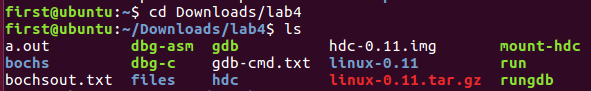 first@ubuntu:~$ cd Downloads/lab4
first@ubuntu:~/Downloads/lab4$ ls
a.out dbg-asm gdb hdc-0.11.img mount-hdc
bochs dbg-c gdb-cmd.txt linux-0.11 run
bochsout.txt files hdc linux-0.11.tar.gz rungdb